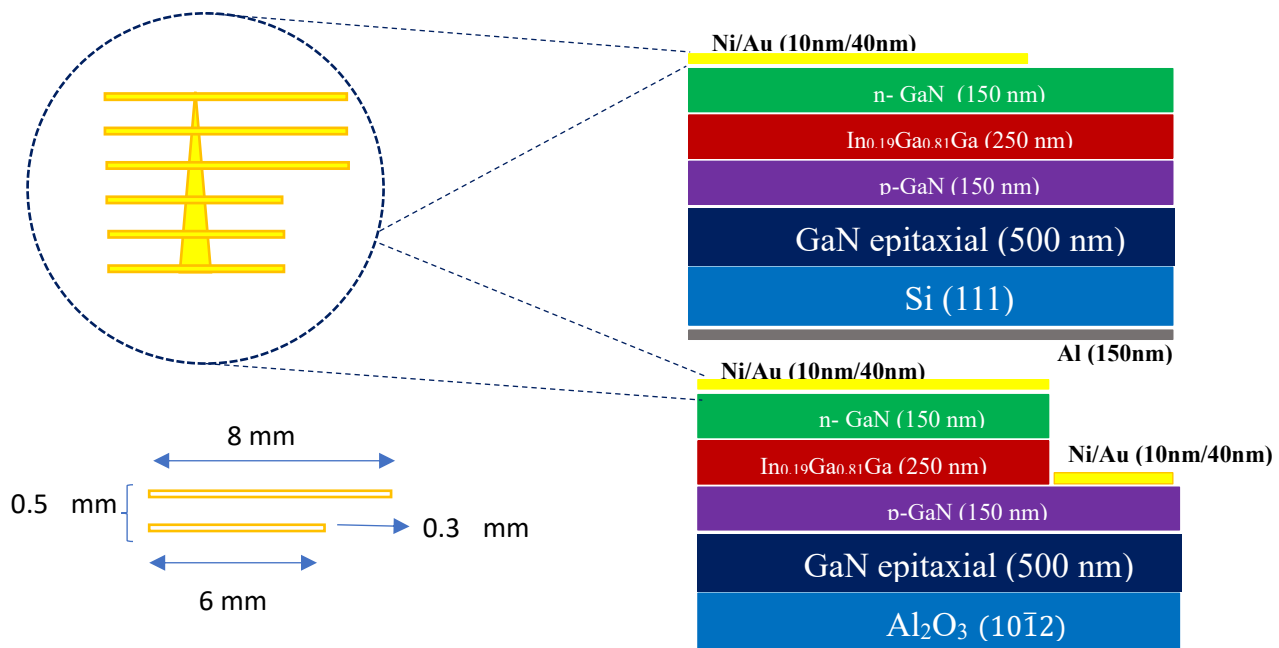 Ni/Au (10nm/40nm)
n- GaN (150 nm)
In0.19Ga0.81Ga (250 nm)
p-GaN (150 nm)
GaN epitaxial (500 nm)
Si (111)
Al (150nm)
Ni/Au (10nm/40nm)
n- GaN (150 nm)
In0.19Ga0.81Ga (250 nm)
Ni/Au (10nm/40nm)
p-GaN (150 nm)
GaN epitaxial (500 nm)
Al₂O₃ (101̄2)
8 mm
0.5 mm
0.3 mm
6 mm